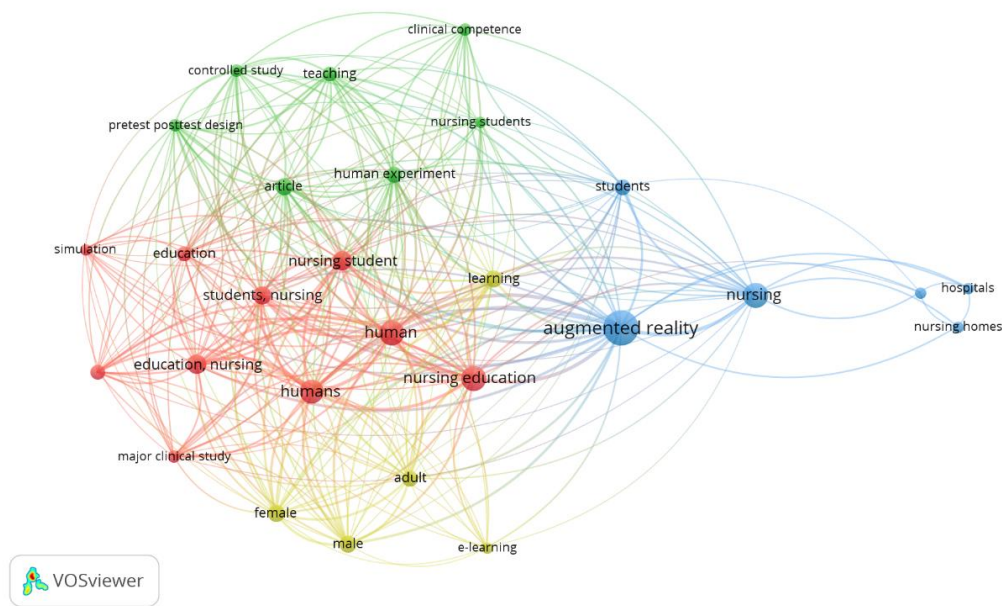 clinical competence
controlled study
teaching
pretest posttest design
nursing students
human experiment
article
students
simulation
education
nursing student
learning
students, nursing
nursing
hospitals
augmented reality
nursing homes
human
education, nursing
nursing education
humans
major clinical study
adult
female
male
e-learning
VOSviewer